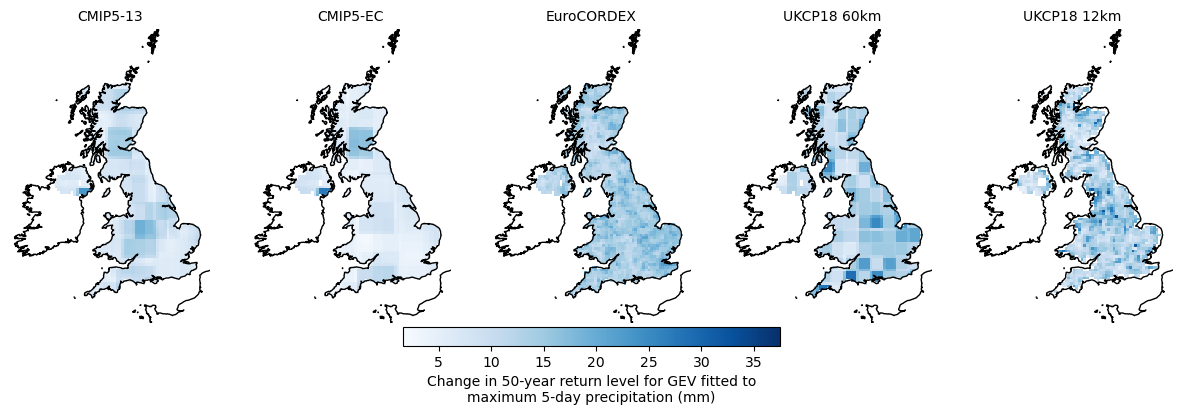 CMIP5-13
CMIP5-EC
EuroCORDEX
UKCP18 60km
UKCP18 12km
5 10 15 20 25 30 35
Change in 50-year return level for GEV fitted to
maximum 5-day precipitation (mm)